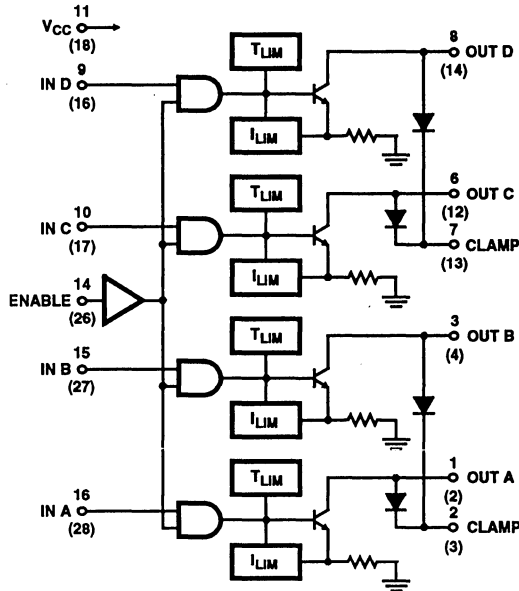 11
VCC
(18)
TLIM
8
OUT D
(14)
9
IN D
(16)
ILIM
TLIM
6
OUT C
(12)
10
IN C
(17)
7
CLAMP
(13)
ILIM
14
ENABLE
(26)
TLIM
3
OUT B
(4)
15
IN B
(27)
ILIM
TLIM
1
OUT A
(2)
16
IN A
(28)
2
CLAMP
(3)
ILIM